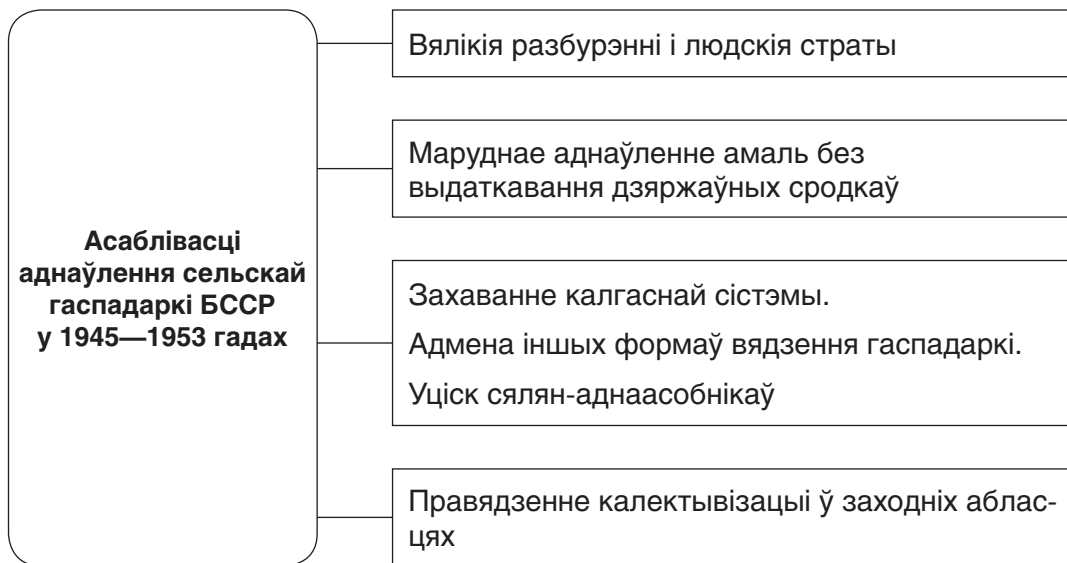 Асаблівасці
аднаўлення сельскай
гаспадаркі БССР
у 1945—1953 гадах
Вялікія разбурэнні і людскія страты
Маруднае аднаўленне амаль без
выдаткавання дзяржаўных сродкаў
Захаванне калгаснай сістэмы.
Адмена іншых формаў вядзення гаспадаркі.
Уціск сялян-аднаасобнікаў
Правядзенне калектывізацыі ў заходніх аблас-
цях